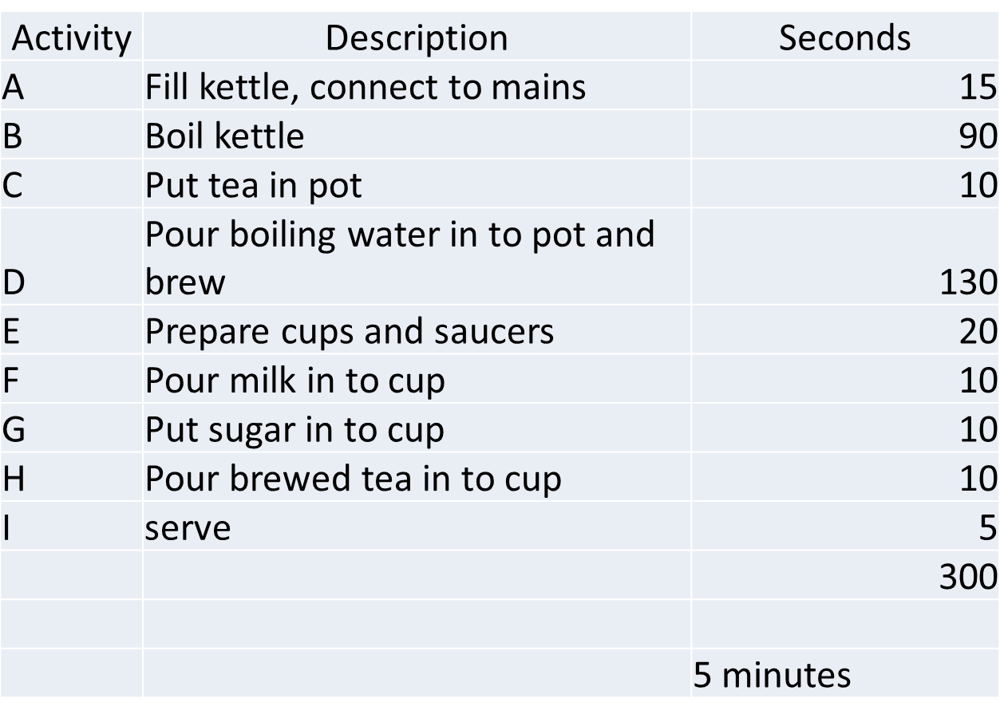 Activity Description Seconds
A Fill kettle, connect to mains 15
B Boil kettle 90
C Put tea in pot 10
Pour boiling water in to pot and
D brew 130
E Prepare cups and saucers 20
F Pour milk in to cup 10
G Put sugar in to cup 10
H Pour brewed tea in to cup 10
I serve 5
300
5 minutes